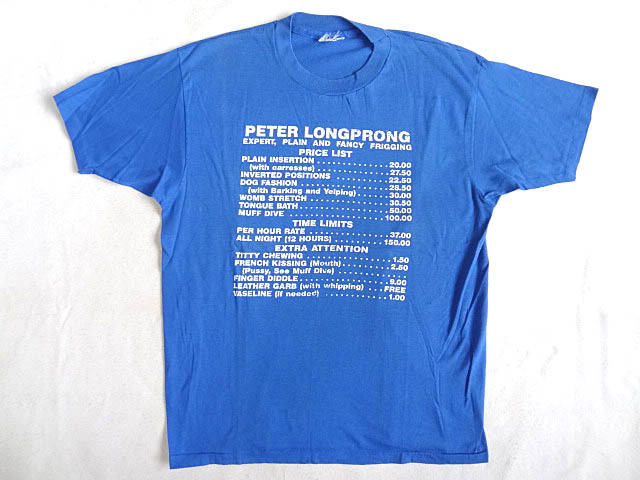 PETER LONGPRONG
EXPERT, PLAIN AND FANCY FRIGGING
PRICE LIST
PLAIN INSERTION . . . . . . . . . . . . . . 20.00
(with carresses) . . . . . . . . . . . . . 27.50
INVERTED POSITIONS . . . . . . . . . . . 22.50
DOG FASHION . . . . . . . . . . . . . . . . 28.50
(with Barking and Yelping) . . . . . . 30.00
WOMB STRETCH . . . . . . . . . . . . . . . 30.50
TONGUE BATH . . . . . . . . . . . . . . . . 50.00
MUFF DIVE . . . . . . . . . . . . . . . . . 100.00
TIME LIMITS
PER HOUR RATE . . . . . . . . . . . . . . 37.00
ALL NIGHT (12 HOURS) . . . . . . . . . . 150.00
EXTRA ATTENTION
TITTY CHEWING . . . . . . . . . . . . . . . 1.50
FRENCH KISSING (Mouth) . . . . . . . . . 2.50
(Pussy, See Muff Dive) . . . . . . . . .
FINGER DIDDLE . . . . . . . . . . . . . . . 9.00
LEATHER GARB (with whipping) . . . . FREE
VASELINE (if needed) . . . . . . . . . . . 1.00